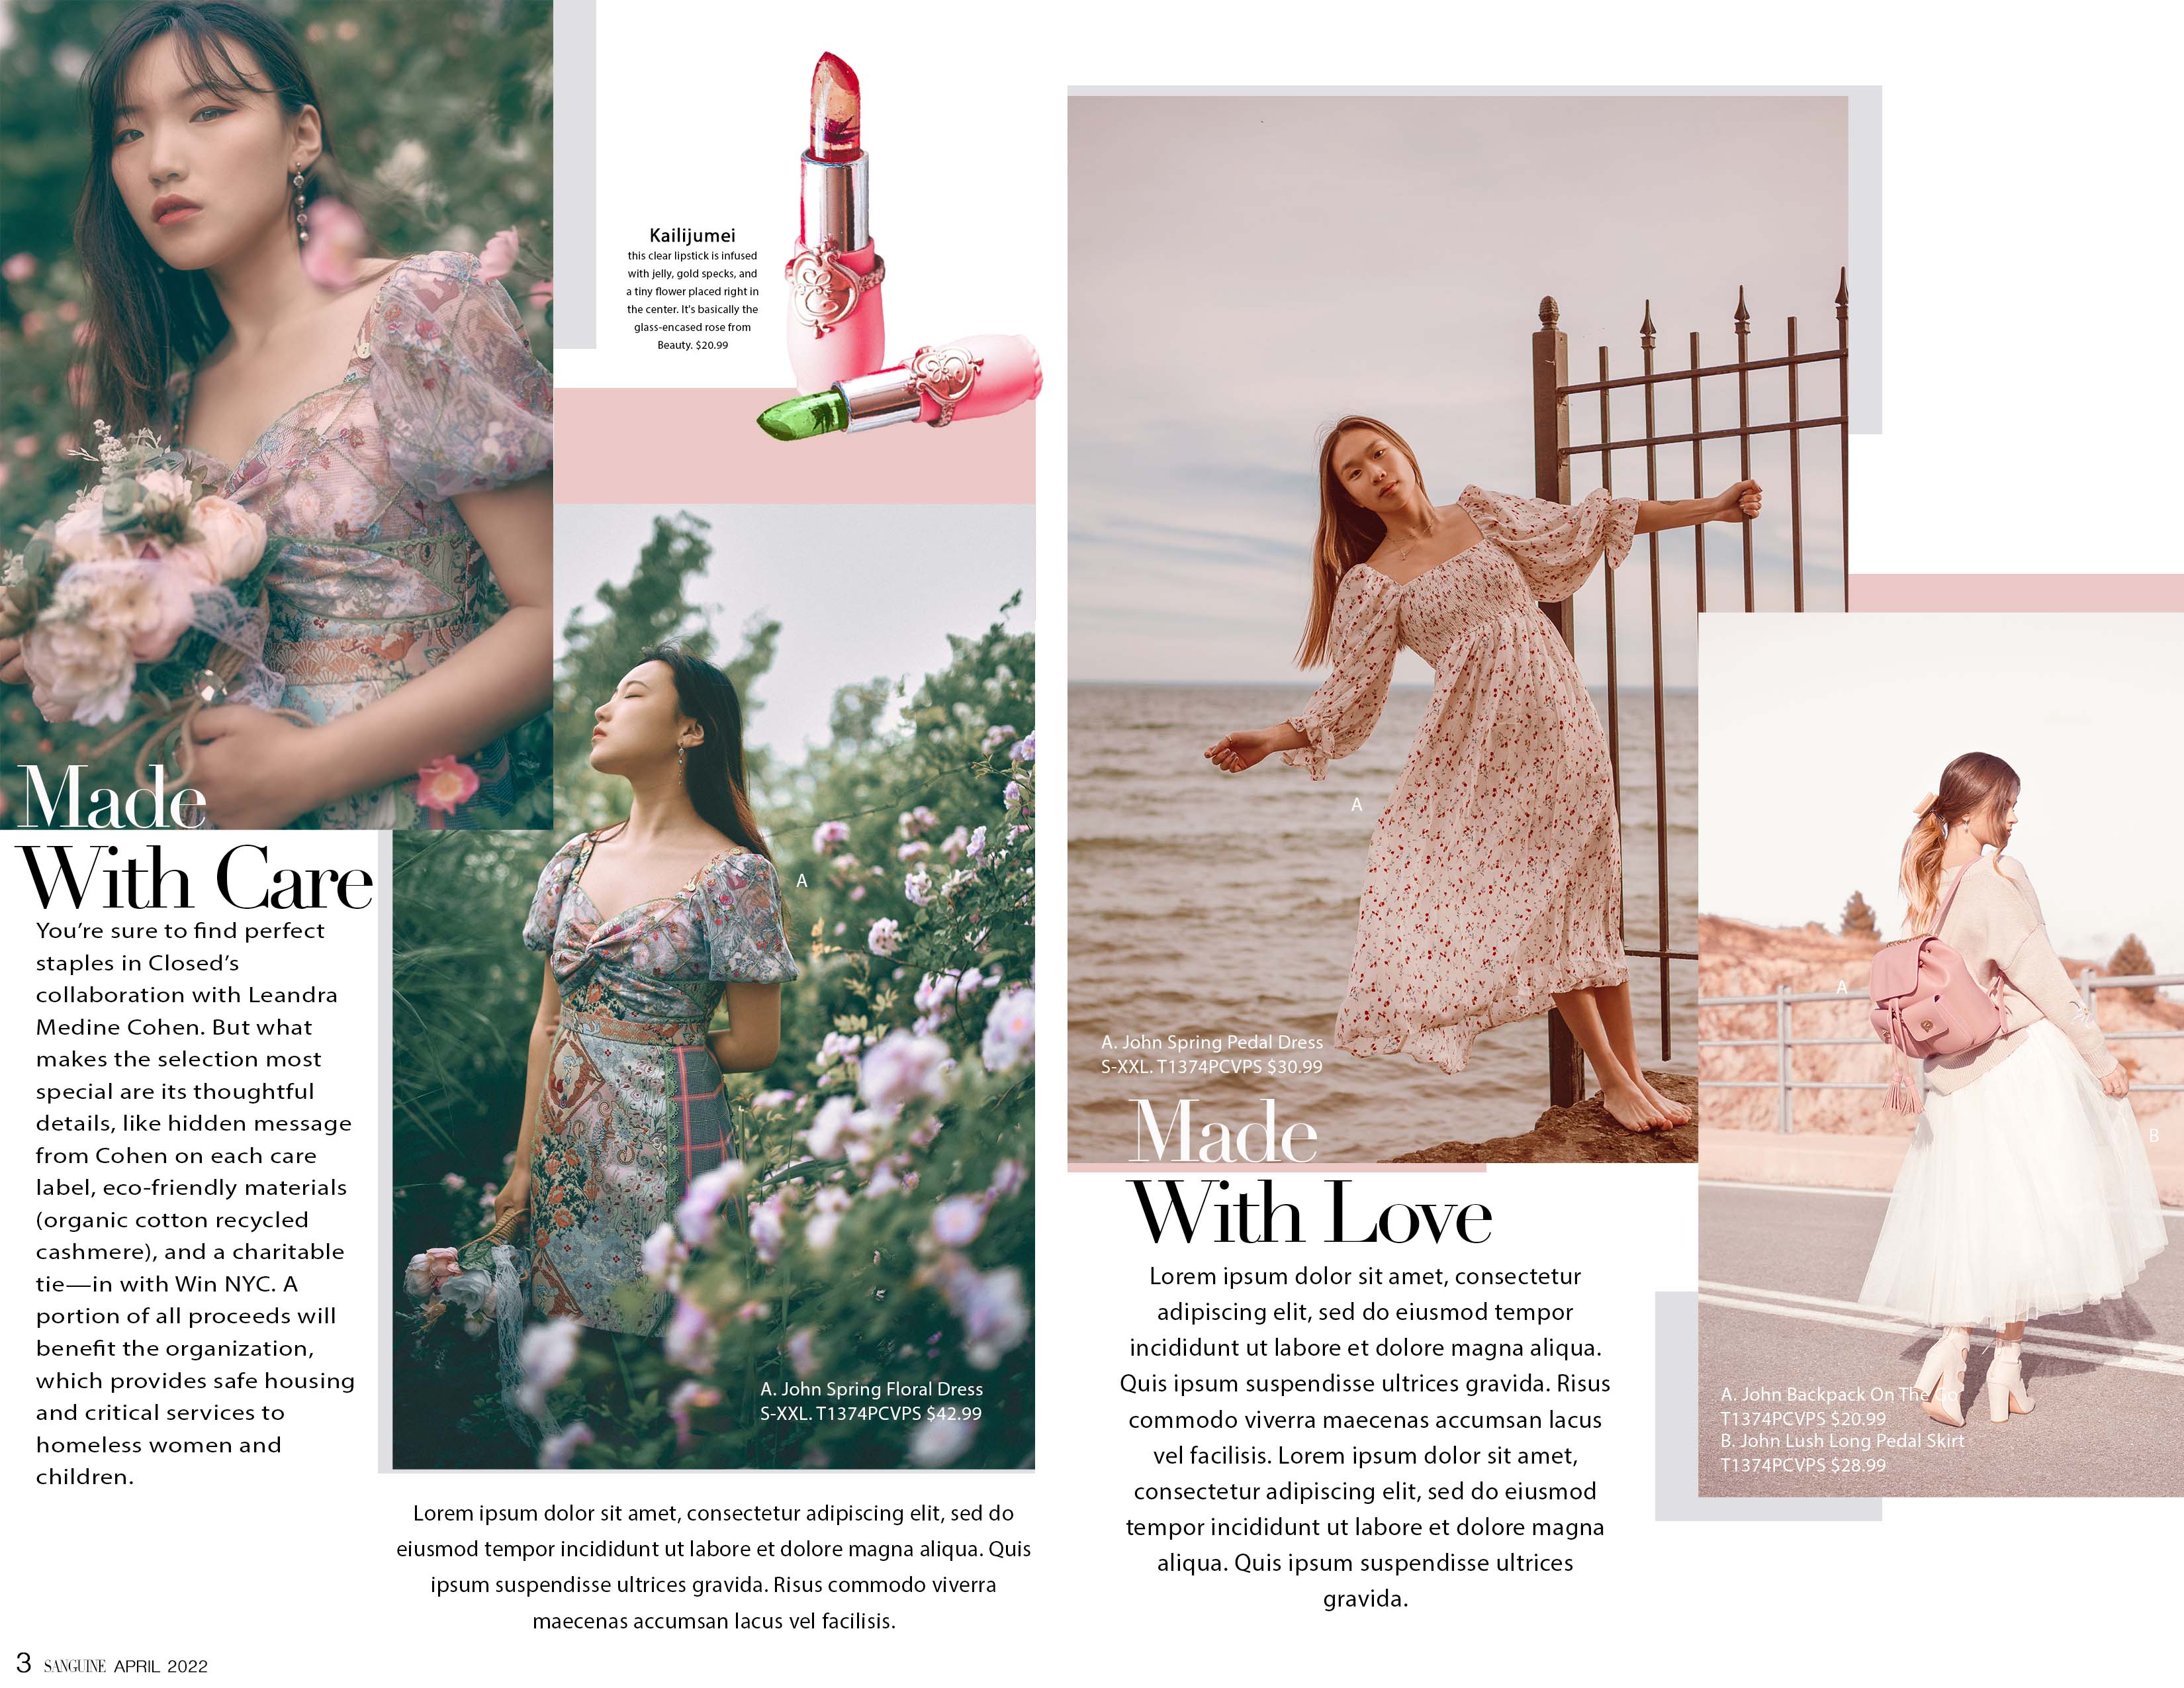 Kailijumei
this clear lipstick is infused
with jelly, gold specks, and
a tiny flower placed right in
the center. It's basically the
glass-encased rose from
Beauty. $20.99
Made
With Care
You’re sure to find perfect
staples in Closed’s
collaboration with Leandra
Medine Cohen. But what
makes the selection most
special are its thoughtful
details, like hidden message
from Cohen on each care
label, eco-friendly materials
(organic cotton recycled
cashmere), and a charitable
tie—in with Win NYC. A
portion of all proceeds will
benefit the organization,
which provides safe housing
and critical services to
homeless women and
children.
A
A. John Spring Floral Dress
S-XXL. T1374PCVPS $42.99
Lorem ipsum dolor sit amet, consectetur adipiscing elit, sed do
eiusmod tempor incididunt ut labore et dolore magna aliqua. Quis
ipsum suspendisse ultrices gravida. Risus commodo viverra
maecenas accumsan lacus vel facilisis.
3 SANGUINE APRIL 2022
A
A. John Spring Pedal Dress
S-XXL. T1374PCVPS $30.99
Made
With Love
Lorem ipsum dolor sit amet, consectetur
adipiscing elit, sed do eiusmod tempor
incididunt ut labore et dolore magna aliqua.
Quis ipsum suspendisse ultrices gravida. Risus
commodo viverra maecenas accumsan lacus
vel facilisis. Lorem ipsum dolor sit amet,
consectetur adipiscing elit, sed do eiusmod
tempor incididunt ut labore et dolore magna
aliqua. Quis ipsum suspendisse ultrices
gravida.
A
B
A. John Backpack On The Go
T1374PCVPS $20.99
B. John Lush Long Pedal Skirt
T1374PCVPS $28.99